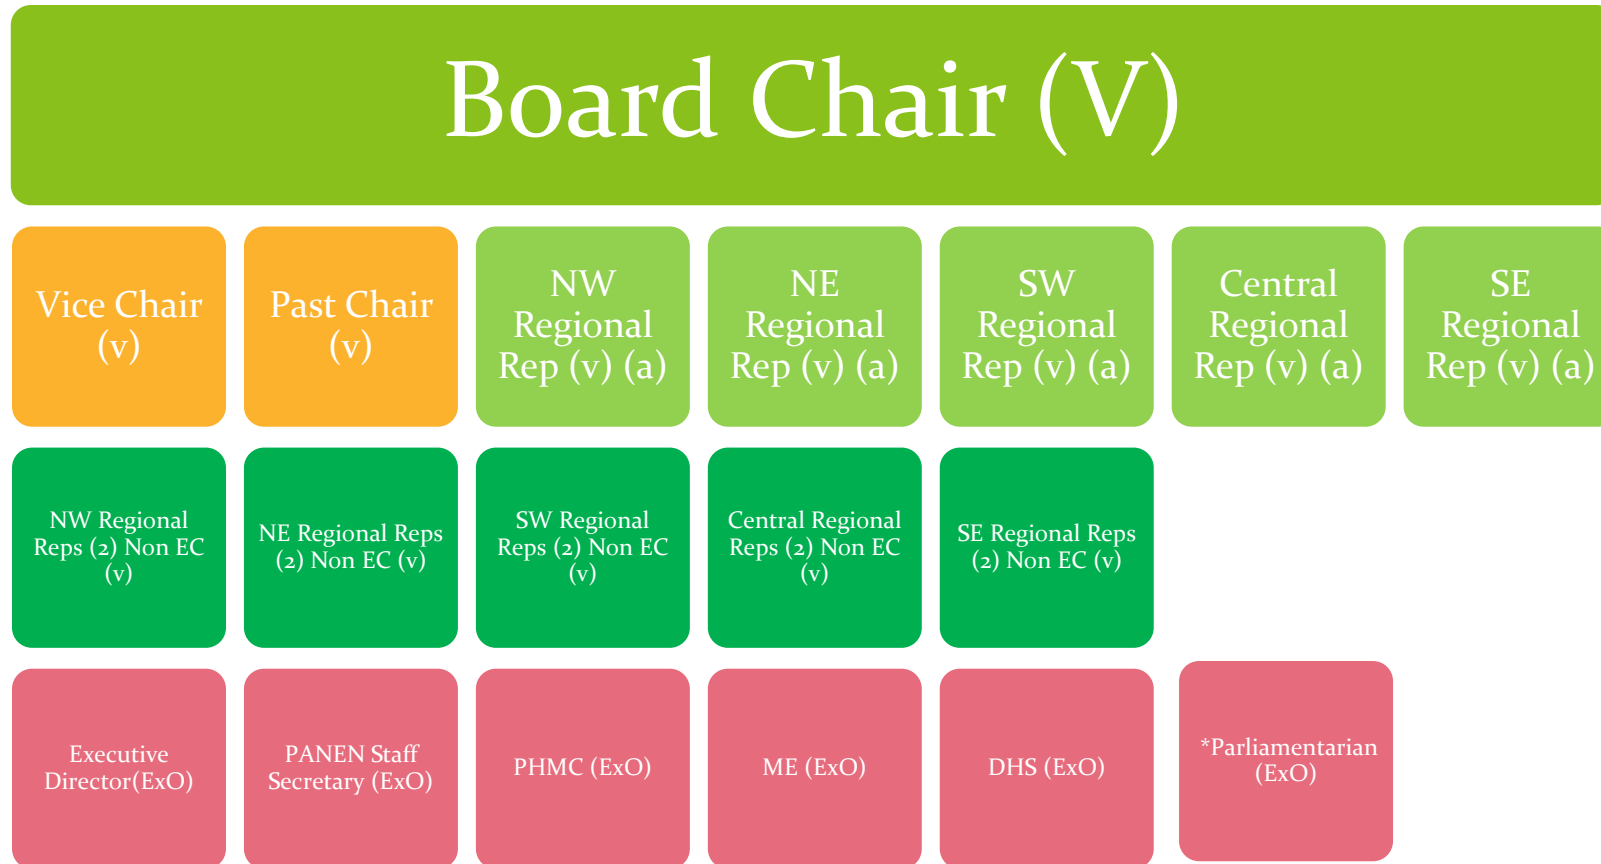 Board Chair (V)
Vice Chair
(v)
Past Chair
(v)
NW
Regional
Rep (v) (a)
NE
Regional
Rep (v) (a)
SW
Regional
Rep (v) (a)
Central
Regional
Rep (v) (a)
SE
Regional
Rep (v) (a)
NW Regional
Reps (2) Non EC
(v)
NE Regional Reps
(2) Non EC (v)
SW Regional
Reps (2) Non EC
(v)
Central Regional
Reps (2) Non EC
(v)
SE Regional Reps
(2) Non EC (v)
Executive
Director(ExO)
PANEN Staff
Secretary (ExO)
PHMC (ExO)
ME (ExO)
DHS (ExO)
*Parliamentarian
(ExO)